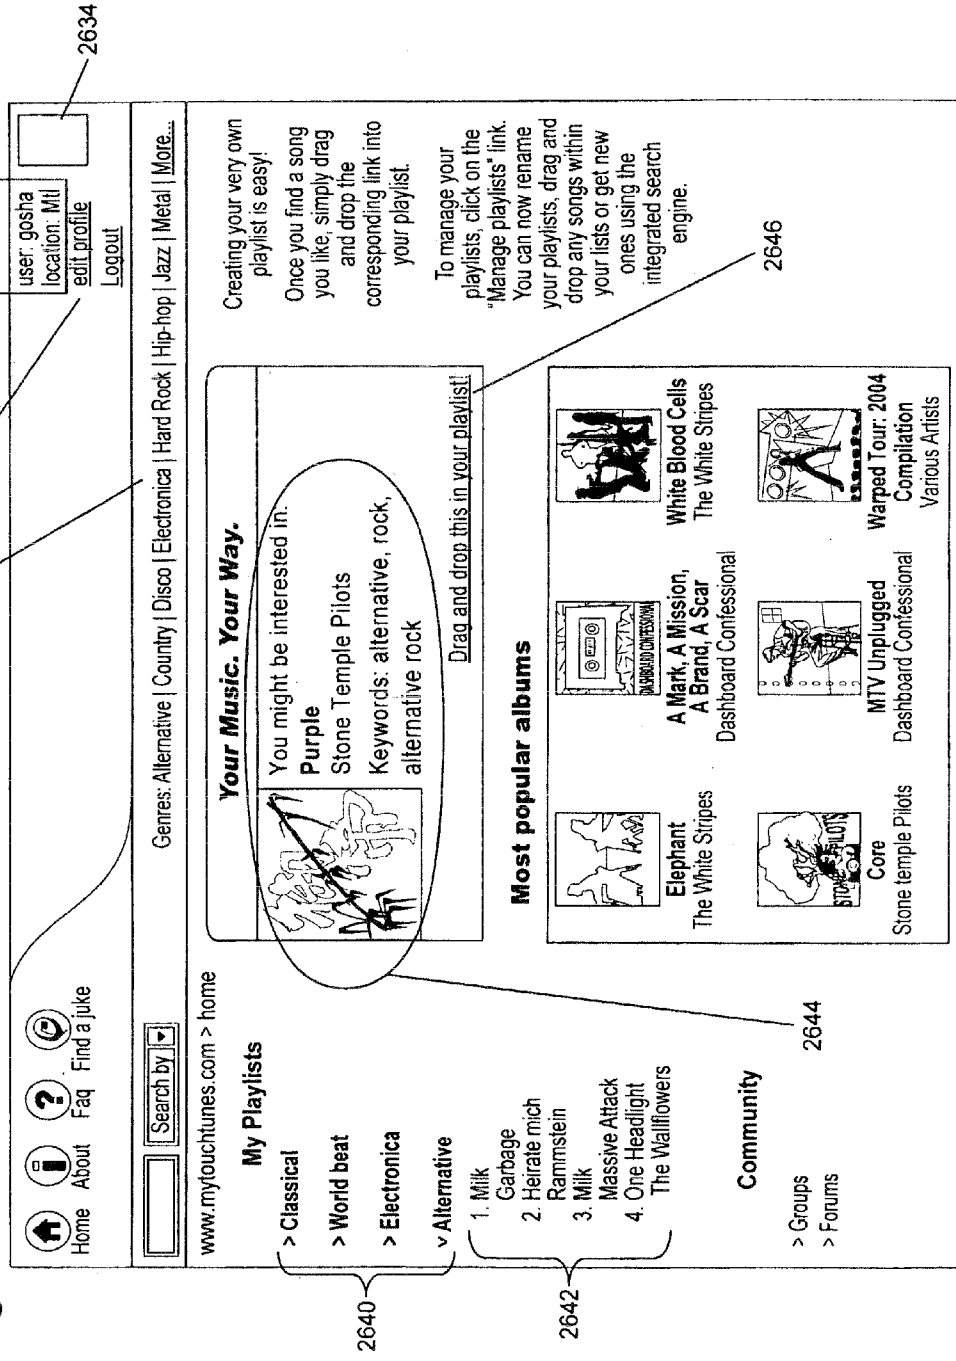 2634
user: gosha
location: Mtl
edit profile
Logout
Home
About
Faq
Find a juke
Search by
Genres: Alternative | Country | Disco | Electronica | Hard Rock | Hip-hop | Jazz | Metal | More...
www.mytouchtunes.com > home
My Playlists
> Classical
> World beat
> Electronica
v Alternative
2640
1. Milk
Garbage
2. Heirate mich
Rammstein
3. Milk
Massive Attack
4. One Headlight
The Wallflowers
2642
Community
> Groups
> Forums
Your Music. Your Way.
You might be interested in:
Purple
Stone Temple Pilots
Keywords: alternative, rock,
alternative rock
Drag and drop this in your playlist!
2644
2646
Most popular albums
Elephant
The White Stripes
DASHBOARD CONFESSIONAL
A Mark, A Mission,
A Brand, A Scar
Dashboard Confessional
White Blood Cells
The White Stripes
STONE
PILOTS
Core
Stone temple Pilots
MTV Unplugged
Dashboard Confessional
Warped Tour: 2004
Compilation
Various Artists
Creating your very own
playlist is easy!
Once you find a song
you like, simply drag
and drop the
corresponding link into
your playlist.
To manage your
playlists, click on the
"Manage playlists" link.
You can now rename
your playlists, drag and
drop any songs within
your lists or get new
ones using the
integrated search
engine.